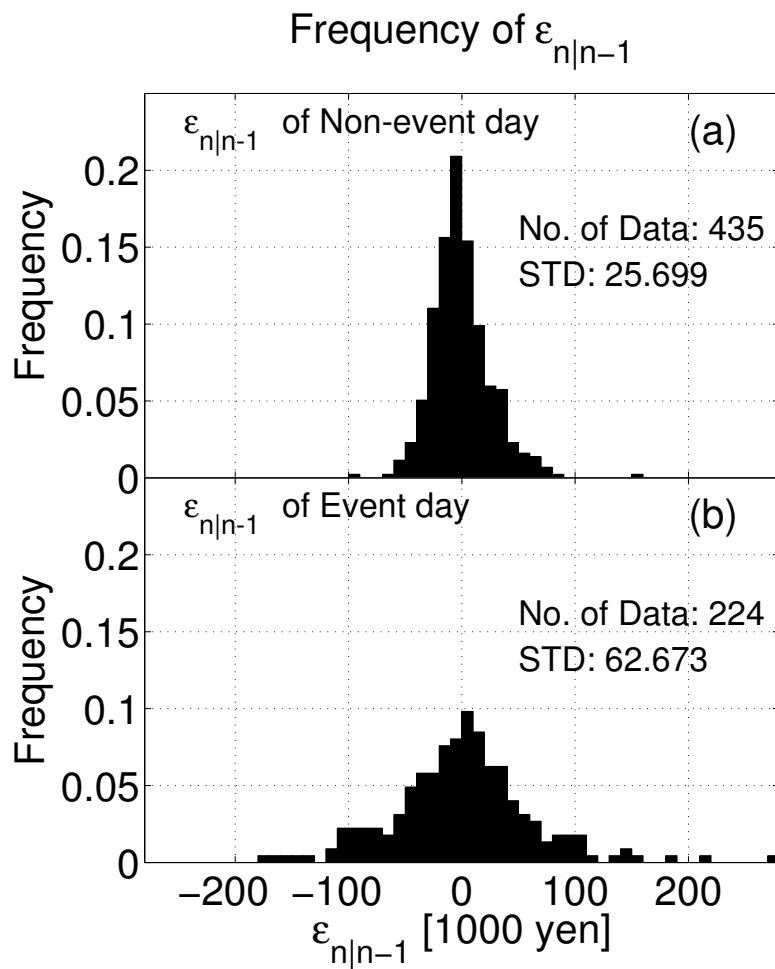 Frequency of ε_{n|n−1}
ε_{n|n-1} of Non-event day
(a)
No. of Data: 435
STD: 25.699
Frequency
0.2
0.15
0.1
0.05
0
ε_{n|n-1} of Event day
(b)
No. of Data: 224
STD: 62.673
Frequency
0.2
0.15
0.1
0.05
0
−200 −100 0 100 200
ε_{n|n−1} [1000 yen]